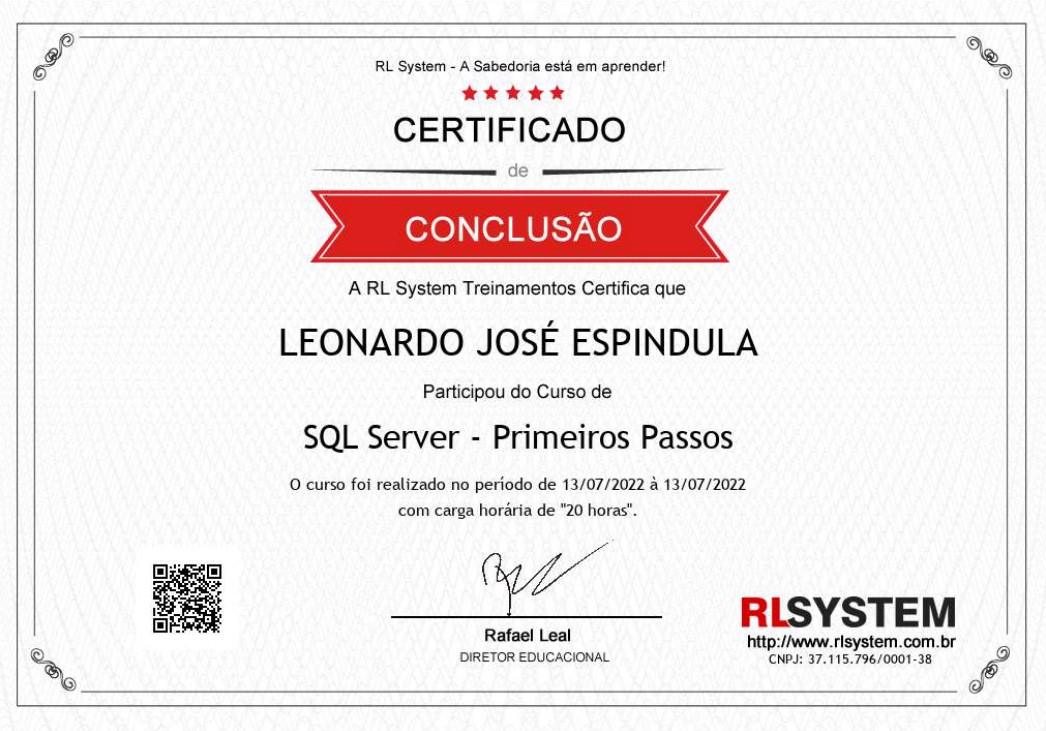 RL System - A Sabedoria está em aprender!
CERTIFICADO
de
CONCLUSÃO
A RL System Treinamentos Certifica que
LEONARDO JOSÉ ESPINDULA
Participou do Curso de
SQL Server - Primeiros Passos
O curso foi realizado no período de 13/07/2022 à 13/07/2022
com carga horária de "20 horas".
Rafael Leal
DIRETOR EDUCACIONAL
RLSYSTEM
http://www.rlsystem.com.br
CNPJ: 37.115.796/0001-38